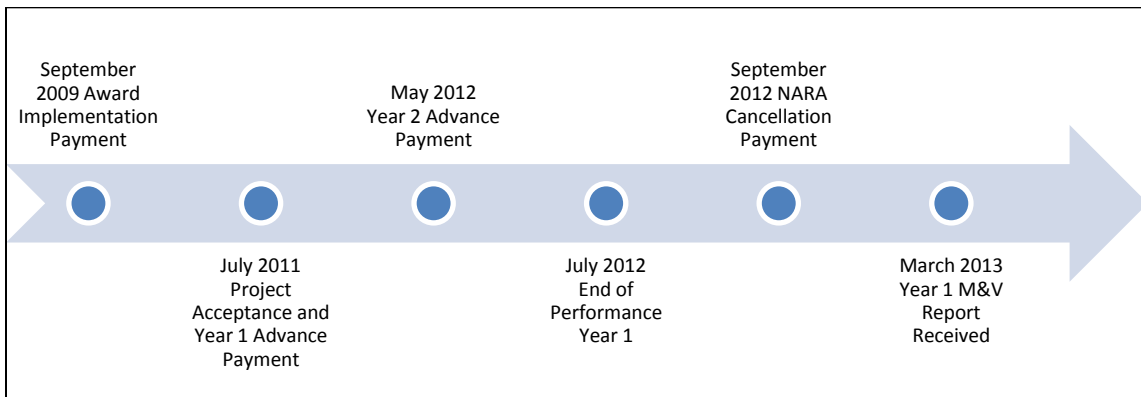 September
2009 Award
Implementation
Payment
July 2011
Project
Acceptance and
Year 1 Advance
Payment
May 2012
Year 2 Advance
Payment
July 2012
End of
Performance
Year 1
September
2012 NARA
Cancellation
Payment
March 2013
Year 1 M&V
Report
Received